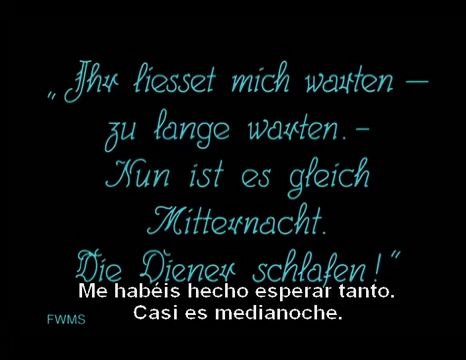 „Ihr liesset mich warten —
zu lange warten. –
Nun ist es gleich
Mitternacht.
Die Diener schlafen!“
Me habéis hecho esperar tanto.
Casi es medianoche.
FWMS